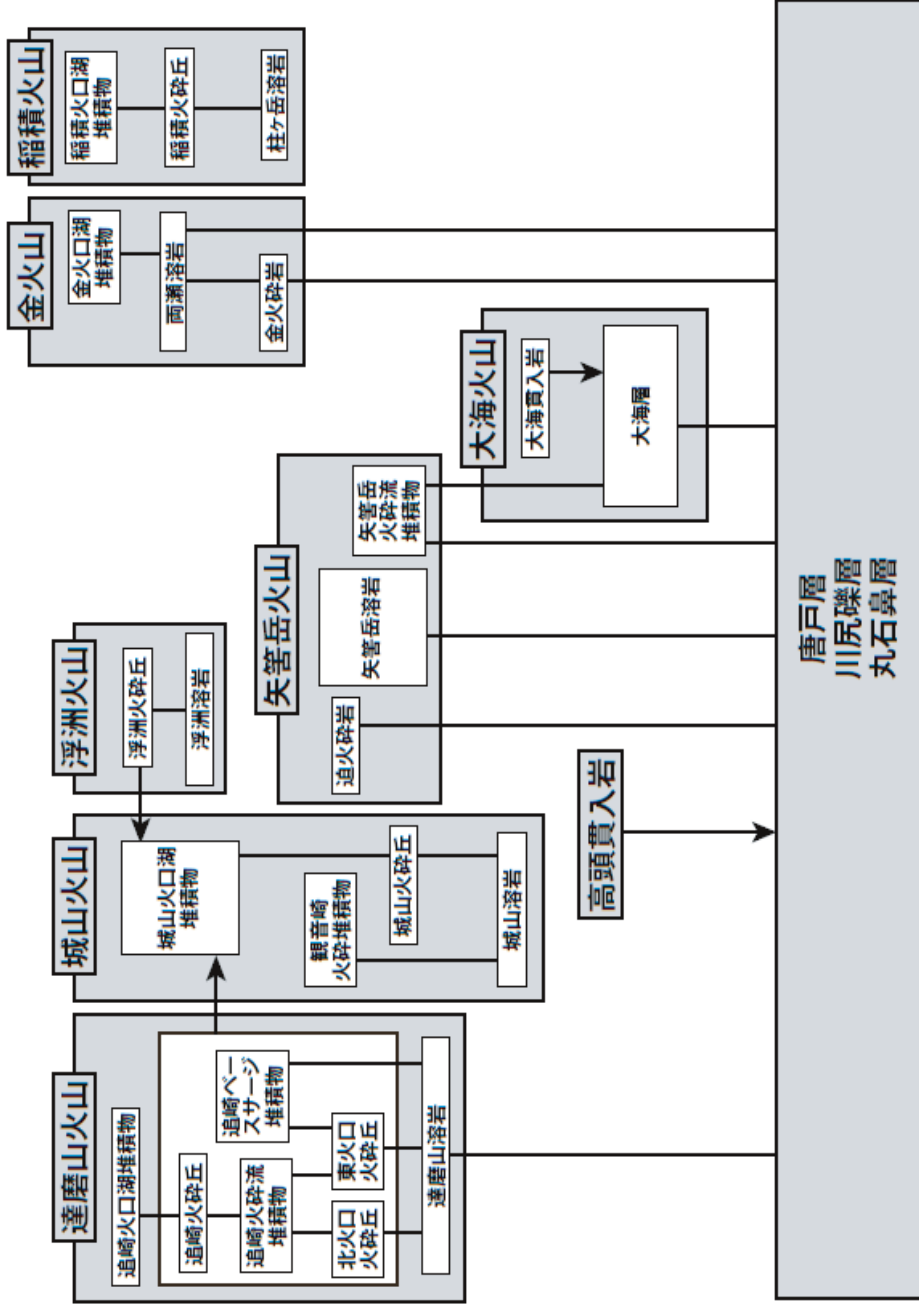 達磨山火山
追崎火口湖堆積物
追崎火砕丘
追崎火砕流
堆積物
追崎ベー
スサージ
堆積物
北火口
火砕丘
東火口
火砕丘
達磨山溶岩
城山火山
城山火口湖
堆積物
観音崎
火砕堆積物
城山火砕丘
城山溶岩
浮洲火山
浮洲火砕丘
浮洲溶岩
矢筈岳火山
迫火砕岩
矢筈岳溶岩
矢筈岳
火砕流
堆積物
大海火山
大海貫入岩
大海層
金火山
金火口湖
堆積物
両瀬溶岩
金火砕岩
稲積火山
稲積火口湖
堆積物
稲積火砕丘
柱ヶ岳溶岩
高頭貫入岩
唐戸層
川尻礫層
丸石鼻層